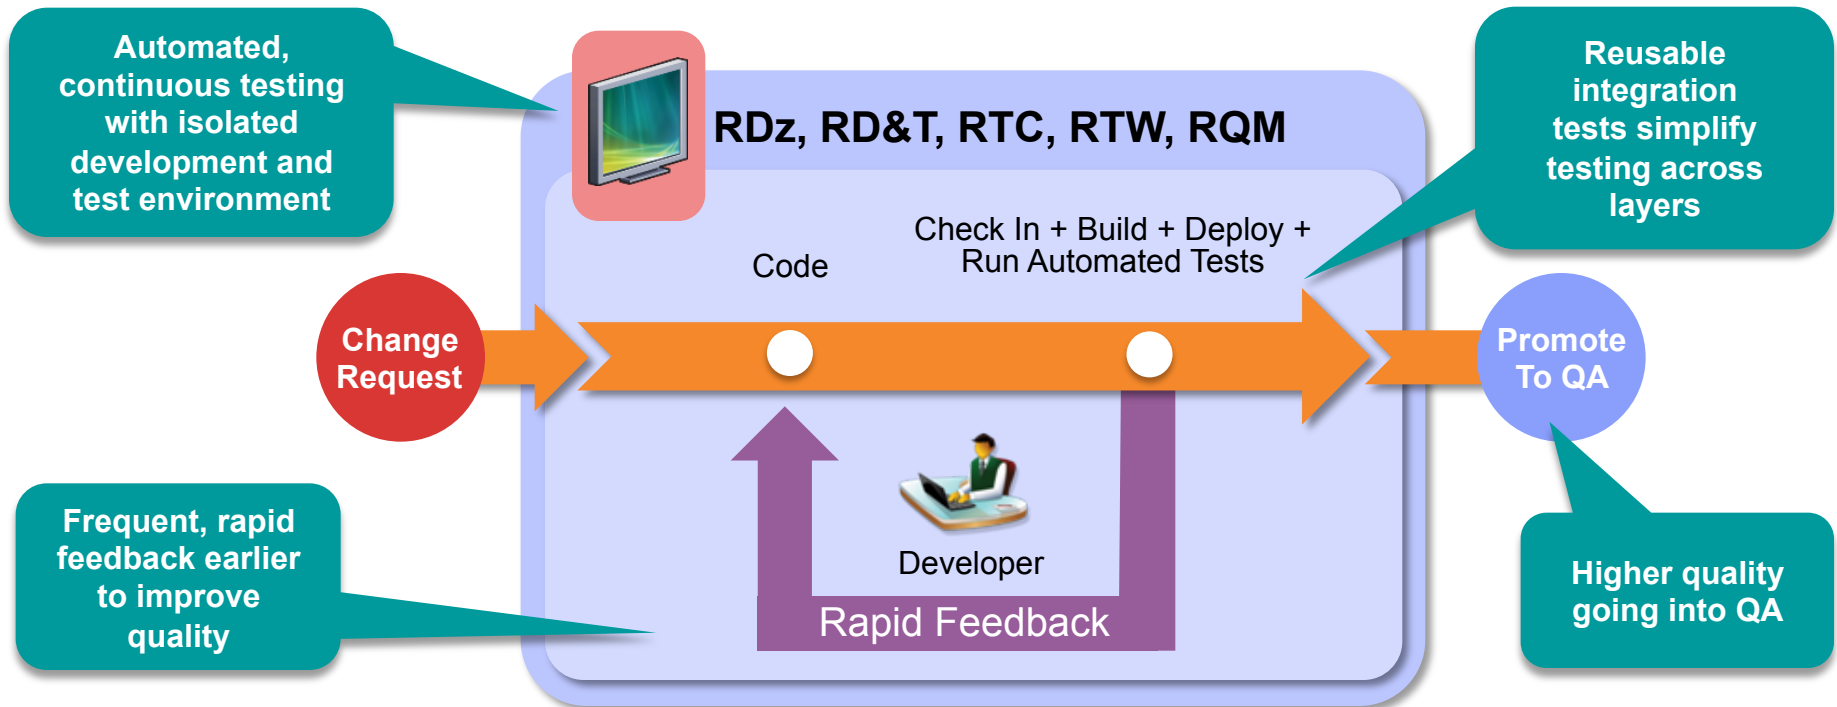 Automated,
continuous testing
with isolated
development and
test environment
RDz, RD&T, RTC, RTW, RQM
Reusable
integration
tests simplify
testing across
layers
Code
Check In + Build + Deploy +
Run Automated Tests
Change
Request
Promote
To QA
Frequent, rapid
feedback earlier
to improve
quality
Developer
Rapid Feedback
Higher quality
going into QA